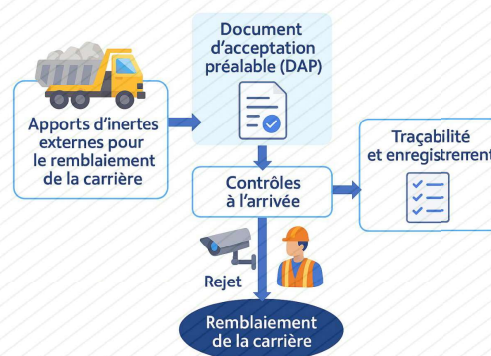 Document
d'acceptation
préalable (DAP)
Apports d'inertes
externes pour
le remblaiement
de la carrière
Contrôles
à l'arrivée
Traçabilité
et enregistrement
Rejet
Remblaiement
de la carrière